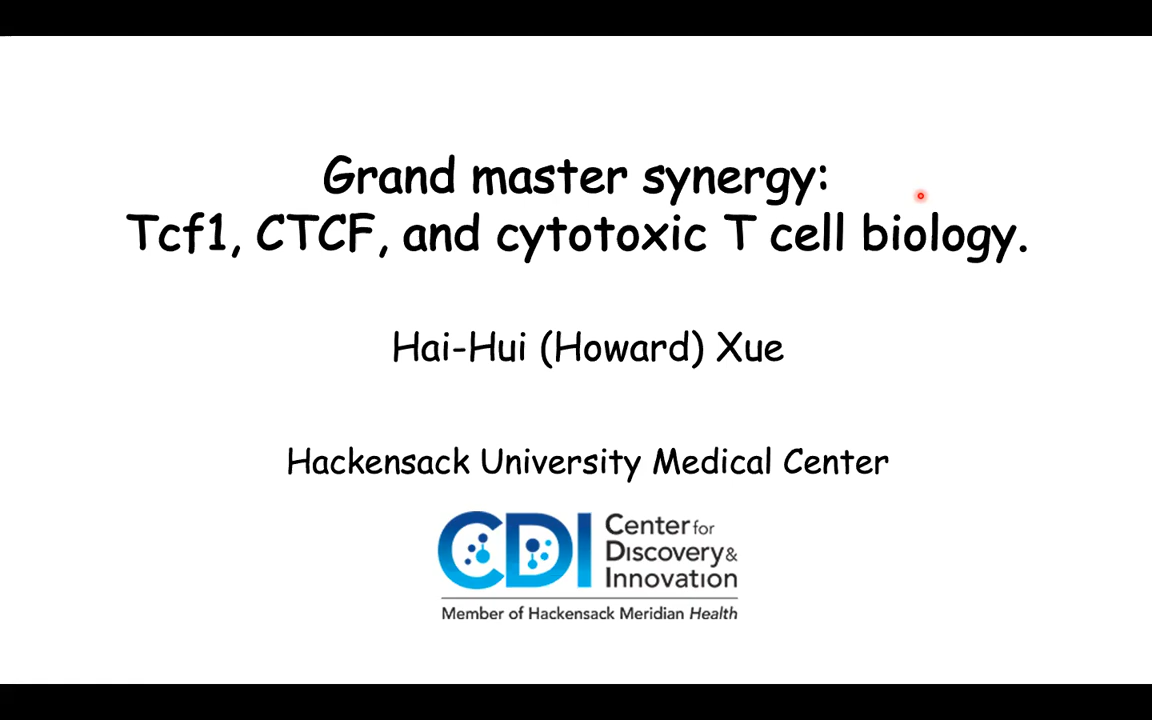 Grand master synergy:
Tcf1, CTCF, and cytotoxic T cell biology.
Hai-Hui (Howard) Xue
Hackensack University Medical Center
CDI
Center for
Discovery &
Innovation
Member of Hackensack Meridian Health